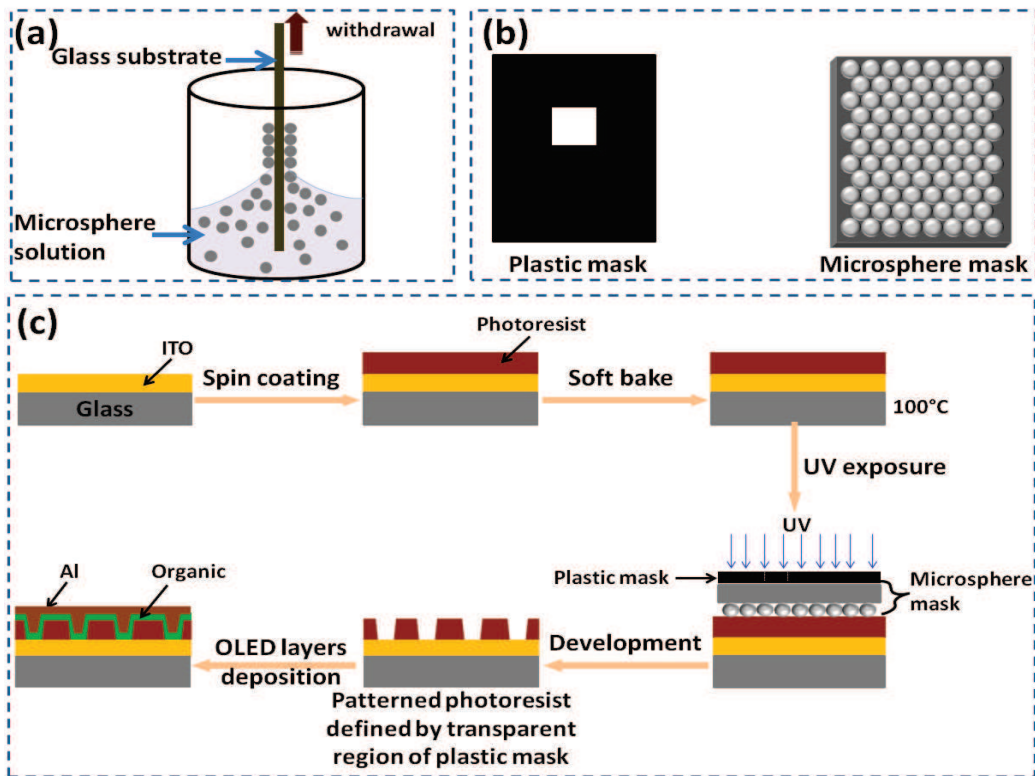 (a)
withdrawal
Glass substrate
Microsphere
solution
(b)
Plastic mask
Microsphere mask
(c)
ITO
Glass
Spin coating
Photoresist
Soft bake
100°C
UV exposure
UV
Plastic mask
Microsphere
mask
Development
Patterned photoresist
defined by transparent
region of plastic mask
OLED layers
deposition
Al
Organic